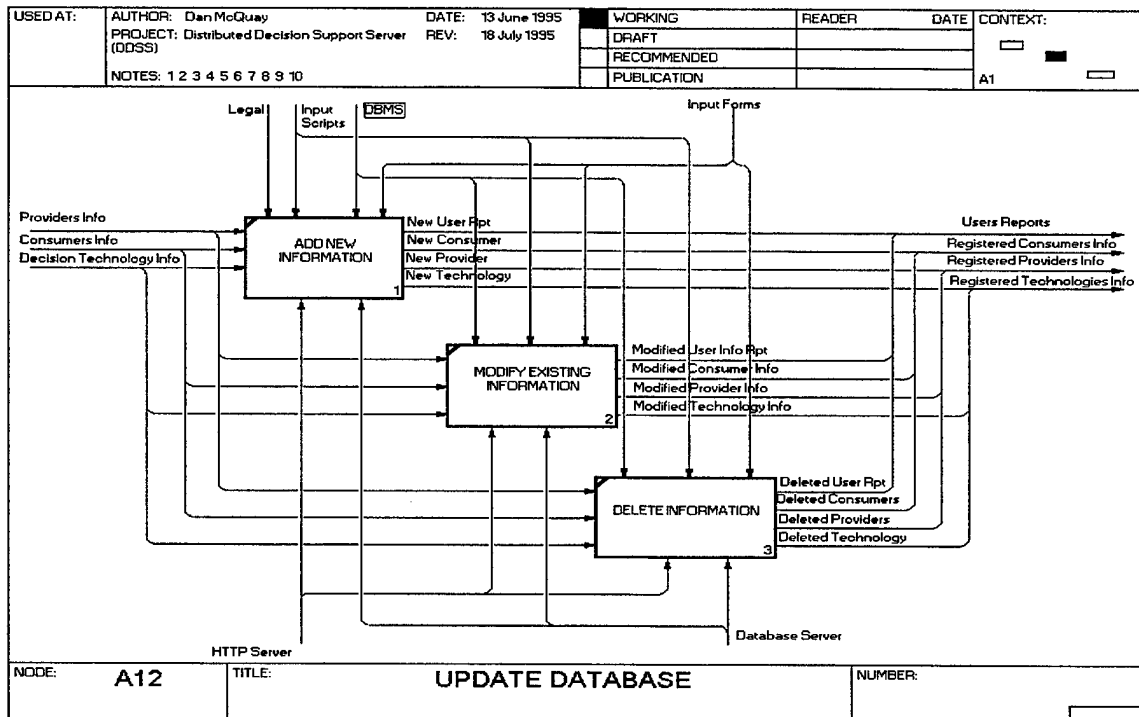 USED AT:
AUTHOR: Dan McQuay
DATE: 13 June 1995
PROJECT: Distributed Decision Support Server
(DDSS)
REV: 18 July 1995
NOTES: 1 2 3 4 5 6 7 8 9 10
WORKING
DRAFT
RECOMMENDED
PUBLICATION
READER DATE
CONTEXT:
A1
Legal
Input
Scripts
DBMS
Input Forms
Providers Info
Consumers Info
Decision Technology Info
ADD NEW
INFORMATION
1
New User Rpt
New Consumer
New Provider
New Technology
Users Reports
Registered Consumers Info
Registered Providers Info
Registered Technologies Info
MODIFY EXISTING
INFORMATION
2
Modified User Info Rpt
Modified Consumer Info
Modified Provider Info
Modified Technology Info
DELETE INFORMATION
3
Deleted User Rpt
Deleted Consumers
Deleted Providers
Deleted Technology
HTTP Server
Database Server
NODE:
A12
TITLE:
UPDATE DATABASE
NUMBER: